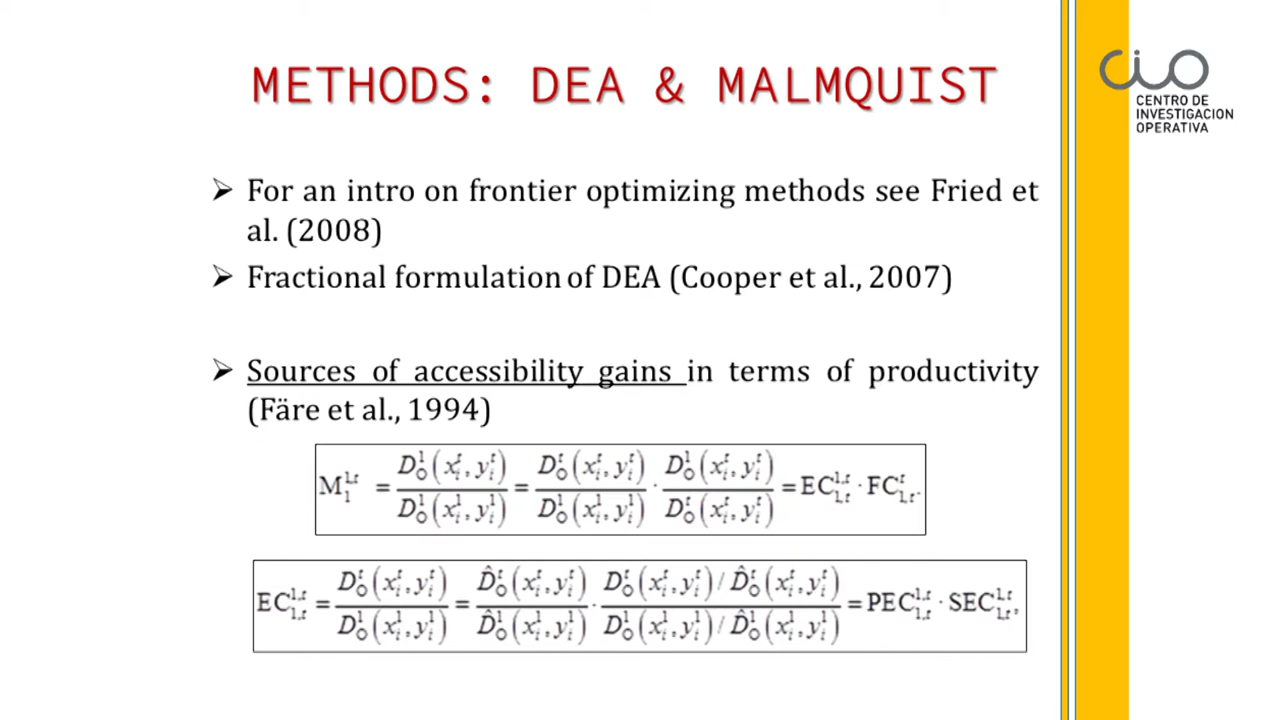 METHODS: DEA & MALMQUIST
CIO
CENTRO DE
INVESTIGACION
OPERATIVA
➢ For an intro on frontier optimizing methods see Fried et
al. (2008)
➢ Fractional formulation of DEA (Cooper et al., 2007)
➢ Sources of accessibility gains in terms of productivity
(Färe et al., 1994)
M_1^{1,t} = D_O^1(x_i^t, y_i^t) / D_O^1(x_i^1, y_i^1) = D_O^t(x_i^t, y_i^t) / D_O^1(x_i^1, y_i^1) · D_O^1(x_i^t, y_i^t) / D_O^t(x_i^t, y_i^t) = EC_{1,t}^{1,t} · FC_{1,t}^t.
EC_{1,t}^{1,t} = D_O^t(x_i^t, y_i^t) / D_O^1(x_i^1, y_i^1) = D̂_O^t(x_i^t, y_i^t) / D̂_O^1(x_i^1, y_i^1) · (D_O^t(x_i^t, y_i^t) / D̂_O^t(x_i^t, y_i^t)) / (D_O^1(x_i^1, y_i^1) / D̂_O^1(x_i^1, y_i^1)) = PEC_{1,t}^{1,t} · SEC_{1,t}^{1,t},